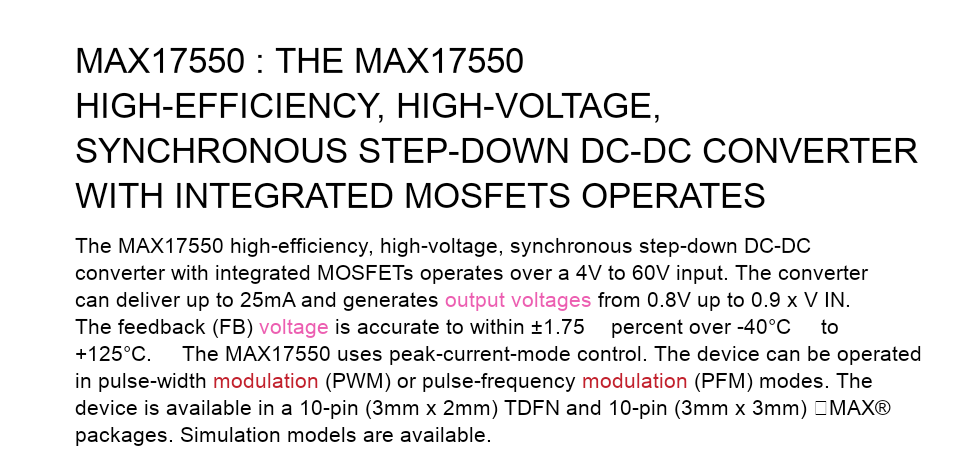 MAX17550 : THE MAX17550
HIGH-EFFICIENCY, HIGH-VOLTAGE,
SYNCHRONOUS STEP-DOWN DC-DC CONVERTER
WITH INTEGRATED MOSFETS OPERATES
The MAX17550 high-efficiency, high-voltage, synchronous step-down DC-DC
converter with integrated MOSFETs operates over a 4V to 60V input. The converter
can deliver up to 25mA and generates output voltages from 0.8V up to 0.9 x V IN.
The feedback (FB) voltage is accurate to within ±1.75 percent over -40°C to
+125°C. The MAX17550 uses peak-current-mode control. The device can be operated
in pulse-width modulation (PWM) or pulse-frequency modulation (PFM) modes. The
device is available in a 10-pin (3mm x 2mm) TDFN and 10-pin (3mm x 3mm) □MAX®
packages. Simulation models are available.